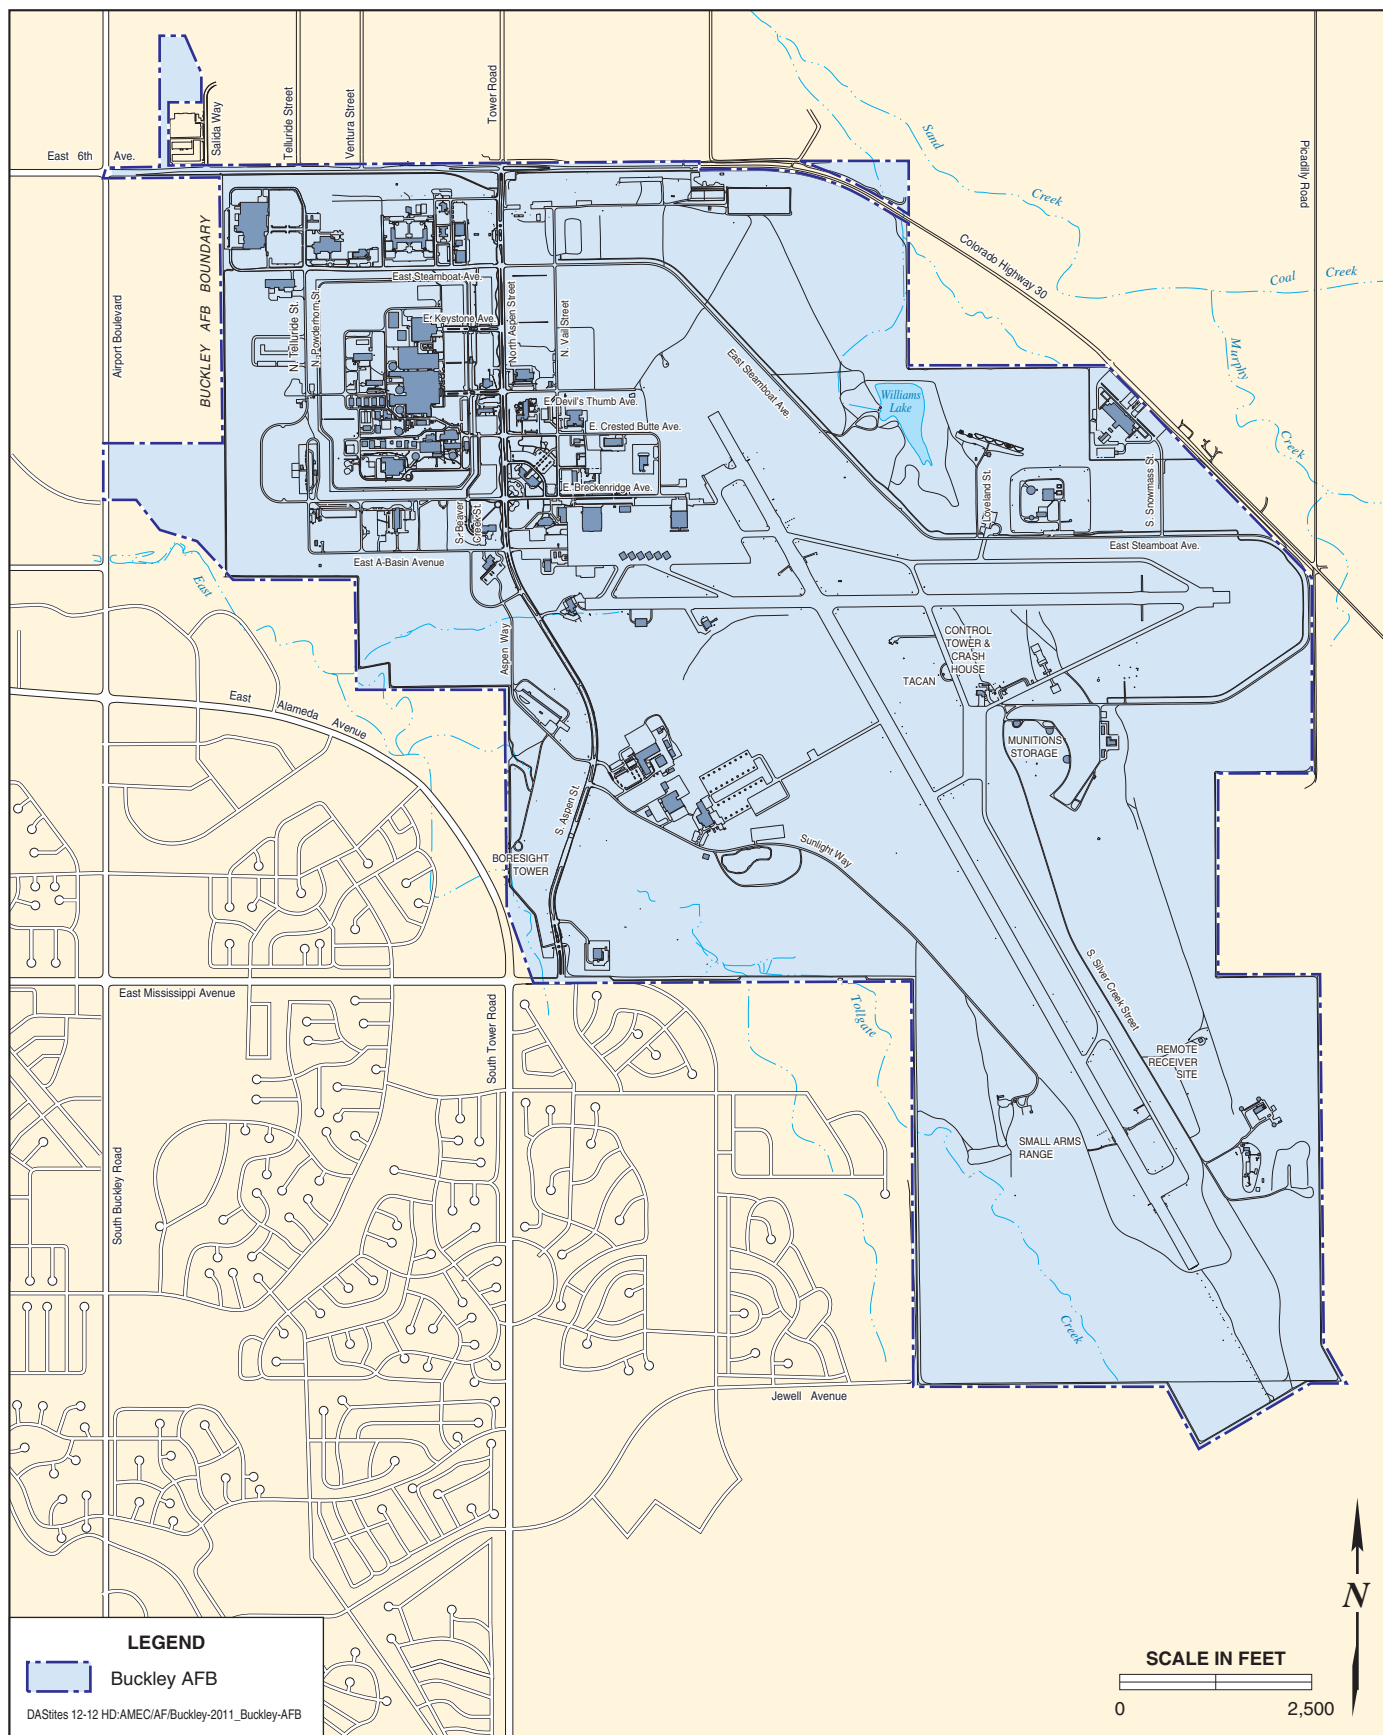 East 6th Ave.
Salida Way
Telluride Street
Ventura Street
Tower Road
Sand
Creek
Picadilly Road
Colorado Highway 30
Coal Creek
Murphy
Creek
Airport Boulevard
BUCKLEY AFB BOUNDARY
East Steamboat Ave.
N. Telluride St.
N. Powderhorn St.
E. Keystone Ave.
North Aspen Street
N. Vail Street
East Steamboat Ave.
Williams
Lake
E. Devil's Thumb Ave.
E. Crested Butte Ave.
E. Breckenridge Ave.
S. Beaver
Creek St.
Loveland St.
S. Snowmass St.
East Steamboat Ave.
East A-Basin Avenue
East
Aspen Way
CONTROL
TOWER &
CRASH
HOUSE
TACAN
East Alameda Avenue
MUNITIONS
STORAGE
S. Aspen St.
Sunlight Way
BORESIGHT
TOWER
East Mississippi Avenue
South Tower Road
Tollgate
S. Silver Creek Street
REMOTE
RECEIVER
SITE
SMALL ARMS
RANGE
South Buckley Road
Creek
Jewell Avenue
N
LEGEND
Buckley AFB
DAStites 12-12 HD:AMEC/AF/Buckley-2011_Buckley-AFB
SCALE IN FEET
0 2,500